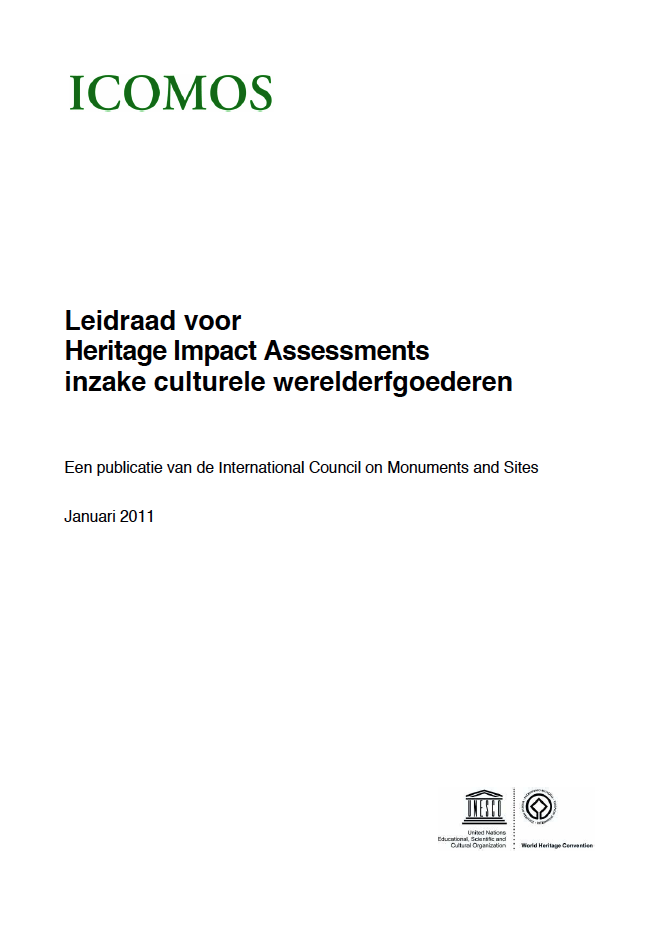 ICOMOS
Leidraad voor
Heritage Impact Assessments
inzake culturele werelderfgoederen
Een publicatie van de International Council on Monuments and Sites
Januari 2011
UNESCO
United Nations
Educational, Scientific and
Cultural Organization
World Heritage Convention